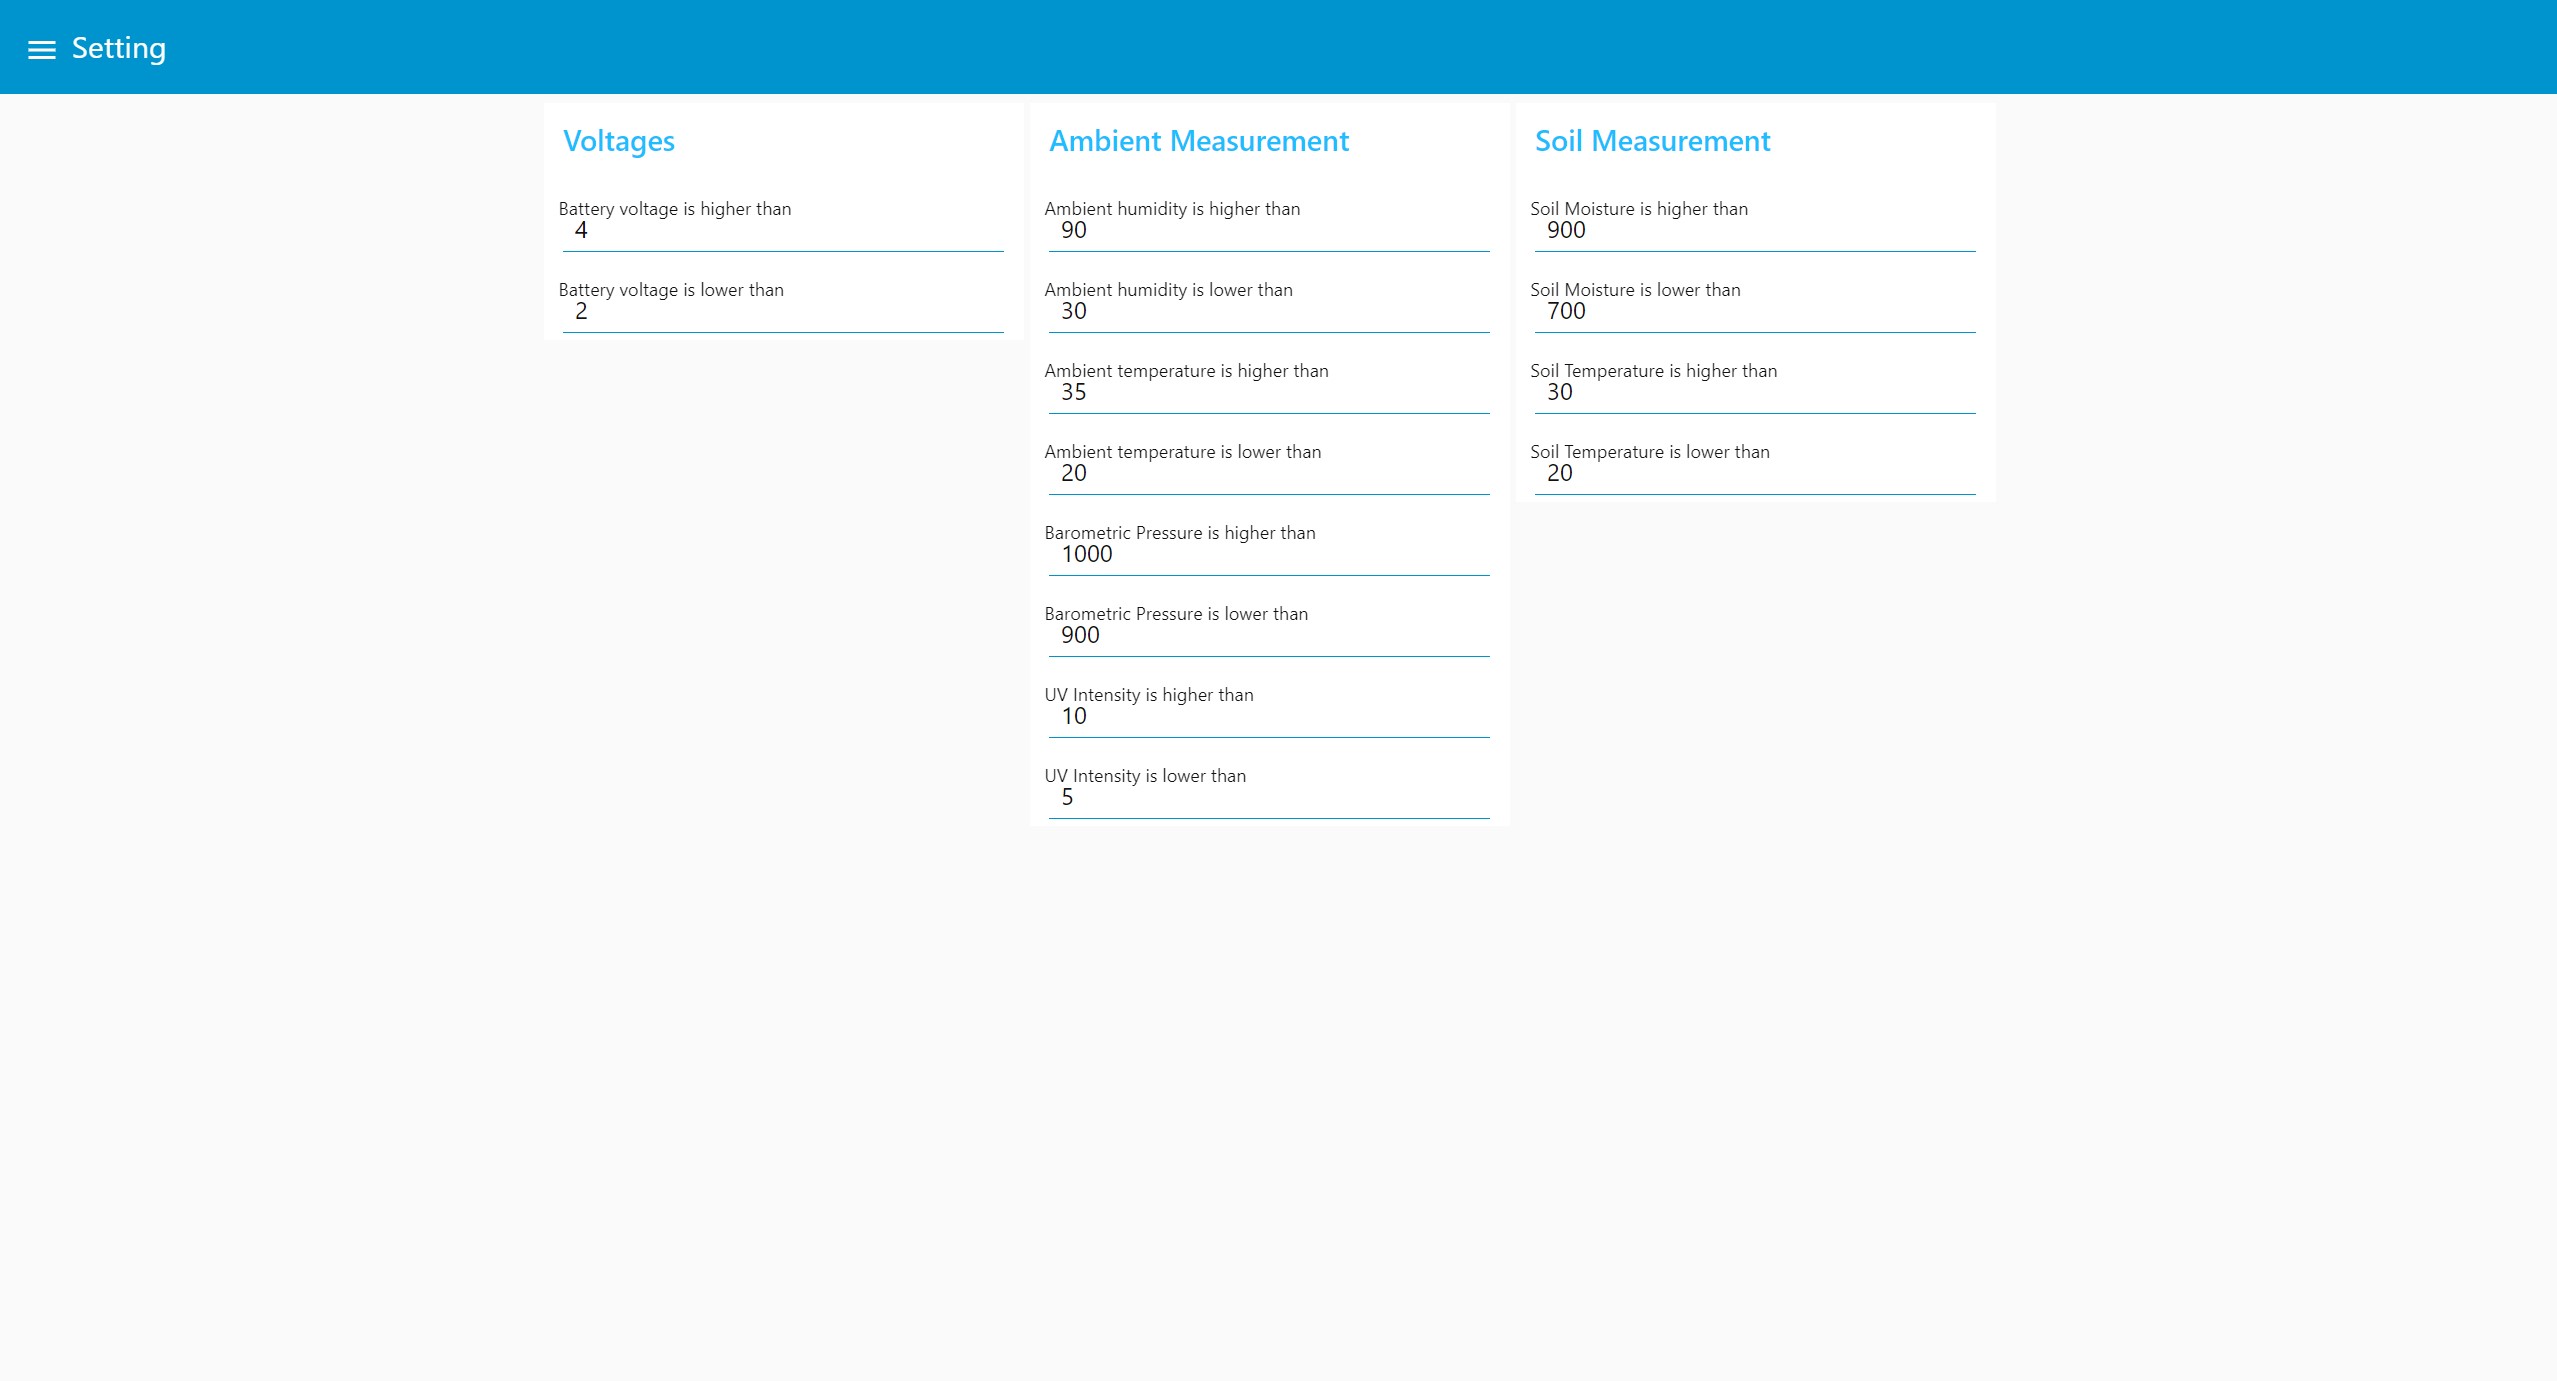 Setting
Voltages
Battery voltage is higher than
4
Battery voltage is lower than
2
Ambient Measurement
Ambient humidity is higher than
90
Ambient humidity is lower than
30
Ambient temperature is higher than
35
Ambient temperature is lower than
20
Barometric Pressure is higher than
1000
Barometric Pressure is lower than
900
UV Intensity is higher than
10
UV Intensity is lower than
5
Soil Measurement
Soil Moisture is higher than
900
Soil Moisture is lower than
700
Soil Temperature is higher than
30
Soil Temperature is lower than
20